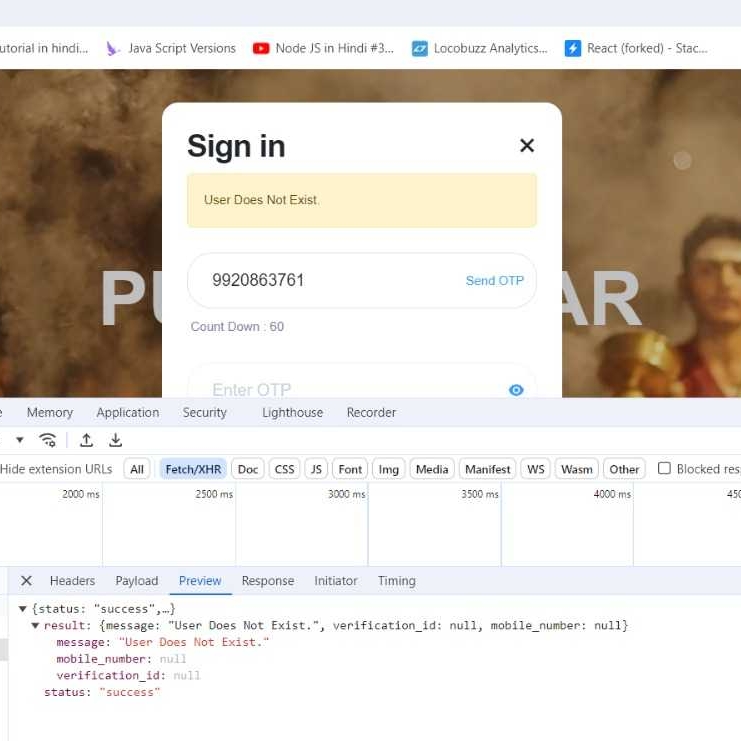 utorial in hindi... Java Script Versions Node JS in Hindi #3... Locobuzz Analytics... React (forked) - Stac...
Sign in
User Does Not Exist.
9920863761 Send OTP
PU AR
Count Down : 60
Enter OTP
e Memory Application Security Lighthouse Recorder
Hide extension URLs All Fetch/XHR Doc CSS JS Font Img Media Manifest WS Wasm Other Blocked res
2000 ms 2500 ms 3000 ms 3500 ms 4000 ms 450
Headers Payload Preview Response Initiator Timing
{status: "success",…}
result: {message: "User Does Not Exist.", verification_id: null, mobile_number: null}
message: "User Does Not Exist."
mobile_number: null
verification_id: null
status: "success"